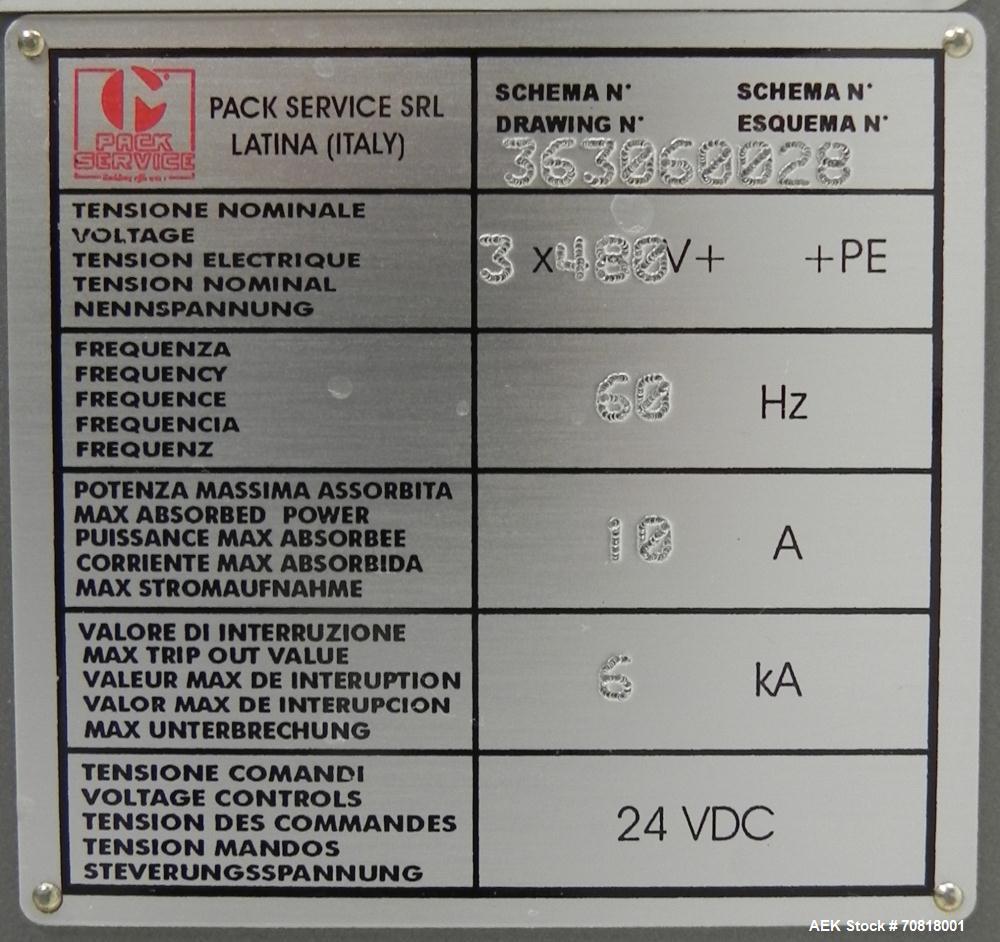 PACK
SERVICE
PACK SERVICE SRL
LATINA (ITALY)
SCHEMA N° SCHEMA N°
DRAWING N° ESQUEMA N°
363060028
TENSIONE NOMINALE
VOLTAGE
TENSION ELECTRIQUE
TENSION NOMINAL
NENNSPANNUNG
3 x480V+ +PE
FREQUENZA
FREQUENCY
FREQUENCE
FREQUENCIA
FREQUENZ
60 Hz
POTENZA MASSIMA ASSORBITA
MAX ABSORBED POWER
PUISSANCE MAX ABSORBEE
CORRIENTE MAX ABSORBIDA
MAX STROMAUFNAHME
10 A
VALORE DI INTERRUZIONE
MAX TRIP OUT VALUE
VALEUR MAX DE INTERUPTION
VALOR MAX DE INTERUPCION
MAX UNTERBRECHUNG
6 kA
TENSIONE COMANDI
VOLTAGE CONTROLS
TENSION DES COMMANDES
TENSION MANDOS
STEVERUNGSSPANNUNG
24 VDC
AEK Stock # 70818001